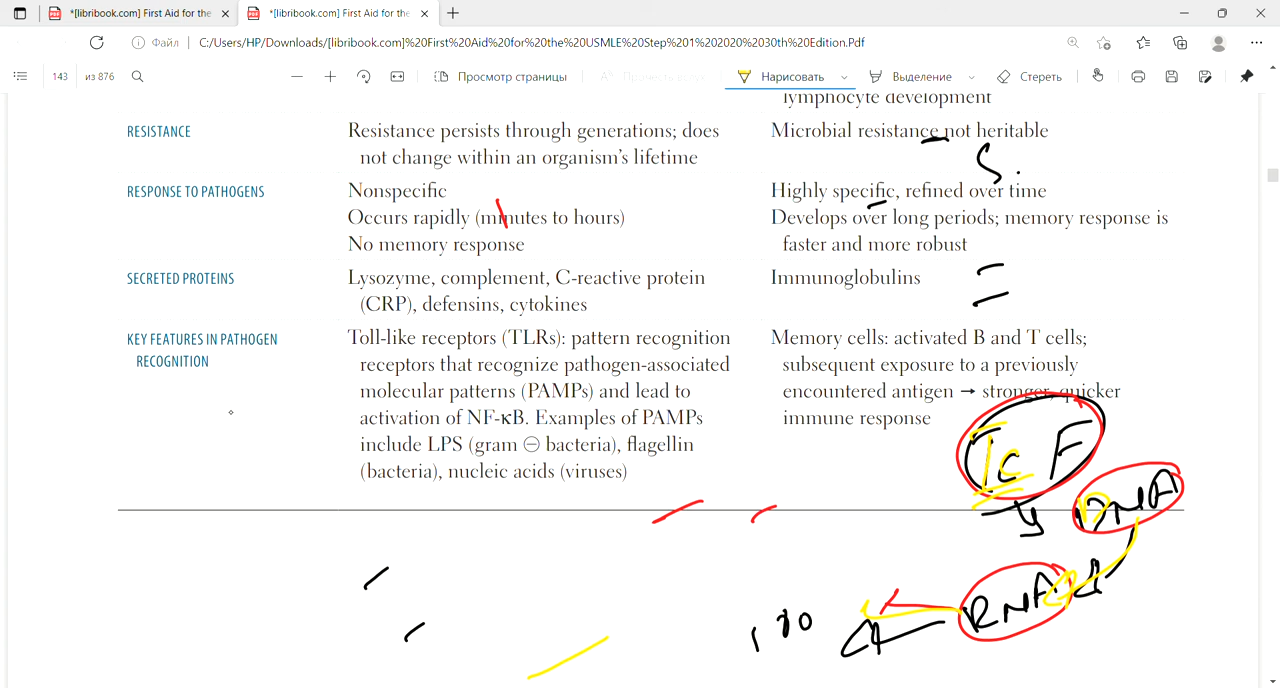 *[libribook.com] First Aid for the
*[libribook.com] First Aid for the
Файл
C:/Users/HP/Downloads/[libribook.com]%20First%20Aid%20for%20the%20USMLE%20Step%201%202020%2030th%20Edition.Pdf
143 из 876
Просмотр страницы
Прочесть вслух
Нарисовать
Выделение
Стереть
lymphocyte development
RESISTANCE
Resistance persists through generations; does
not change within an organism's lifetime
Microbial resistance not heritable
RESPONSE TO PATHOGENS
Nonspecific
Occurs rapidly (minutes to hours)
No memory response
Highly specific, refined over time
Develops over long periods; memory response is
faster and more robust
SECRETED PROTEINS
Lysozyme, complement, C-reactive protein
(CRP), defensins, cytokines
Immunoglobulins
KEY FEATURES IN PATHOGEN
RECOGNITION
Toll-like receptors (TLRs): pattern recognition
receptors that recognize pathogen-associated
molecular patterns (PAMPs) and lead to
activation of NF-κB. Examples of PAMPs
include LPS (gram ⊖ bacteria), flagellin
(bacteria), nucleic acids (viruses)
Memory cells: activated B and T cells;
subsequent exposure to a previously
encountered antigen → stronger, quicker
immune response
DNA
RNA